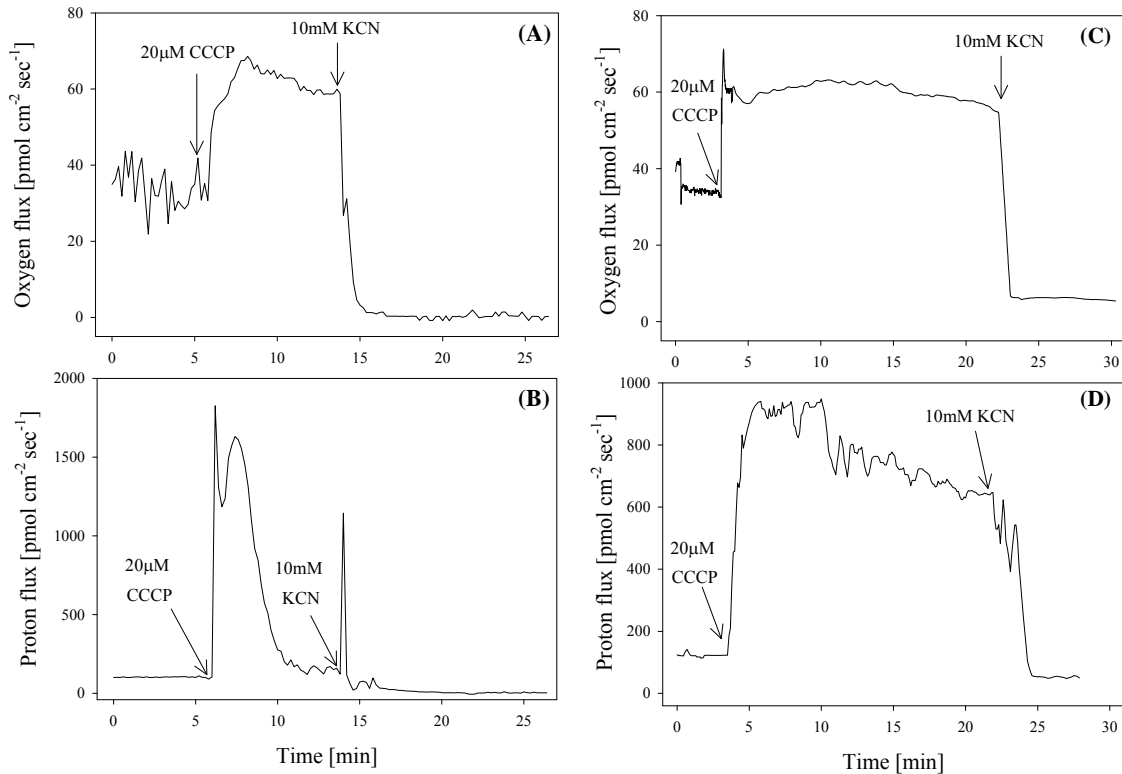 (A)
Oxygen flux [pmol cm⁻² sec⁻¹]
80
60
40
20
0
20μM CCCP
10mM KCN
0 5 10 15 20 25
(C)
Oxygen flux [pmol cm⁻² sec⁻¹]
80
60
40
20
0
20μM
CCCP
10mM KCN
0 5 10 15 20 25 30
(B)
Proton flux [pmol cm⁻² sec⁻¹]
2000
1500
1000
500
0
20μM
CCCP
10mM
KCN
0 5 10 15 20 25
Time [min]
(D)
Proton flux [pmol cm⁻² sec⁻¹]
1000
800
600
400
200
0
20μM
CCCP
10mM KCN
0 5 10 15 20 25 30
Time [min]